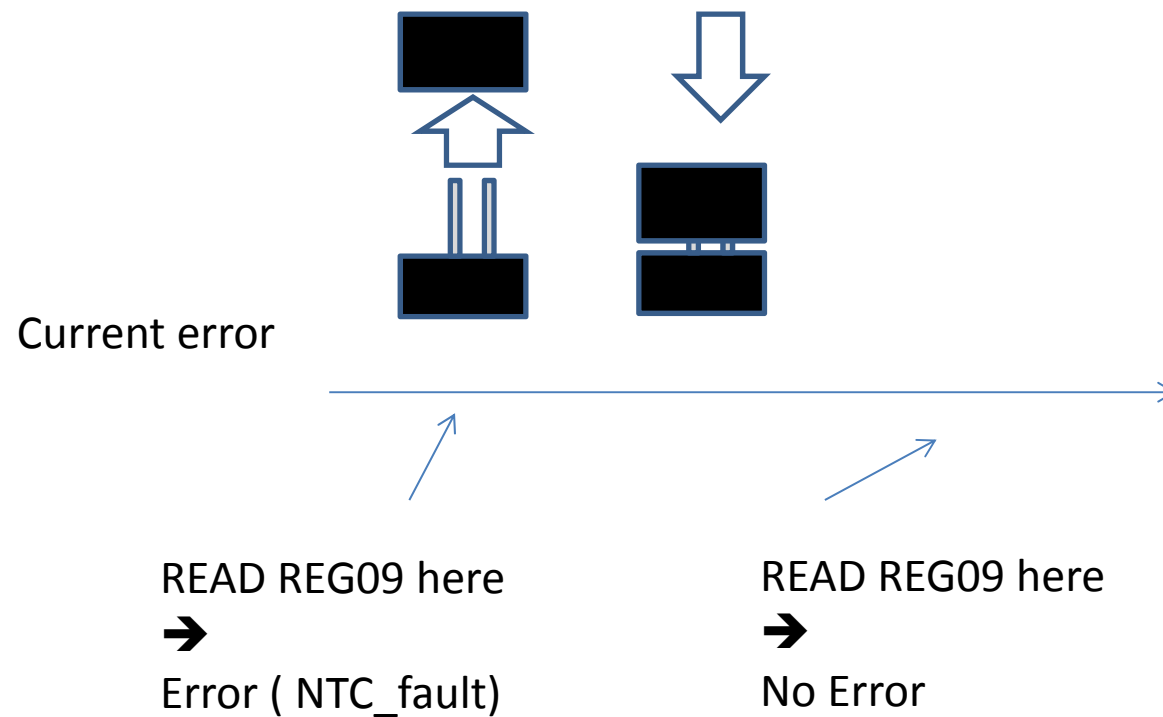 Current error
READ REG09 here
➔
Error ( NTC_fault)
READ REG09 here
➔
No Error